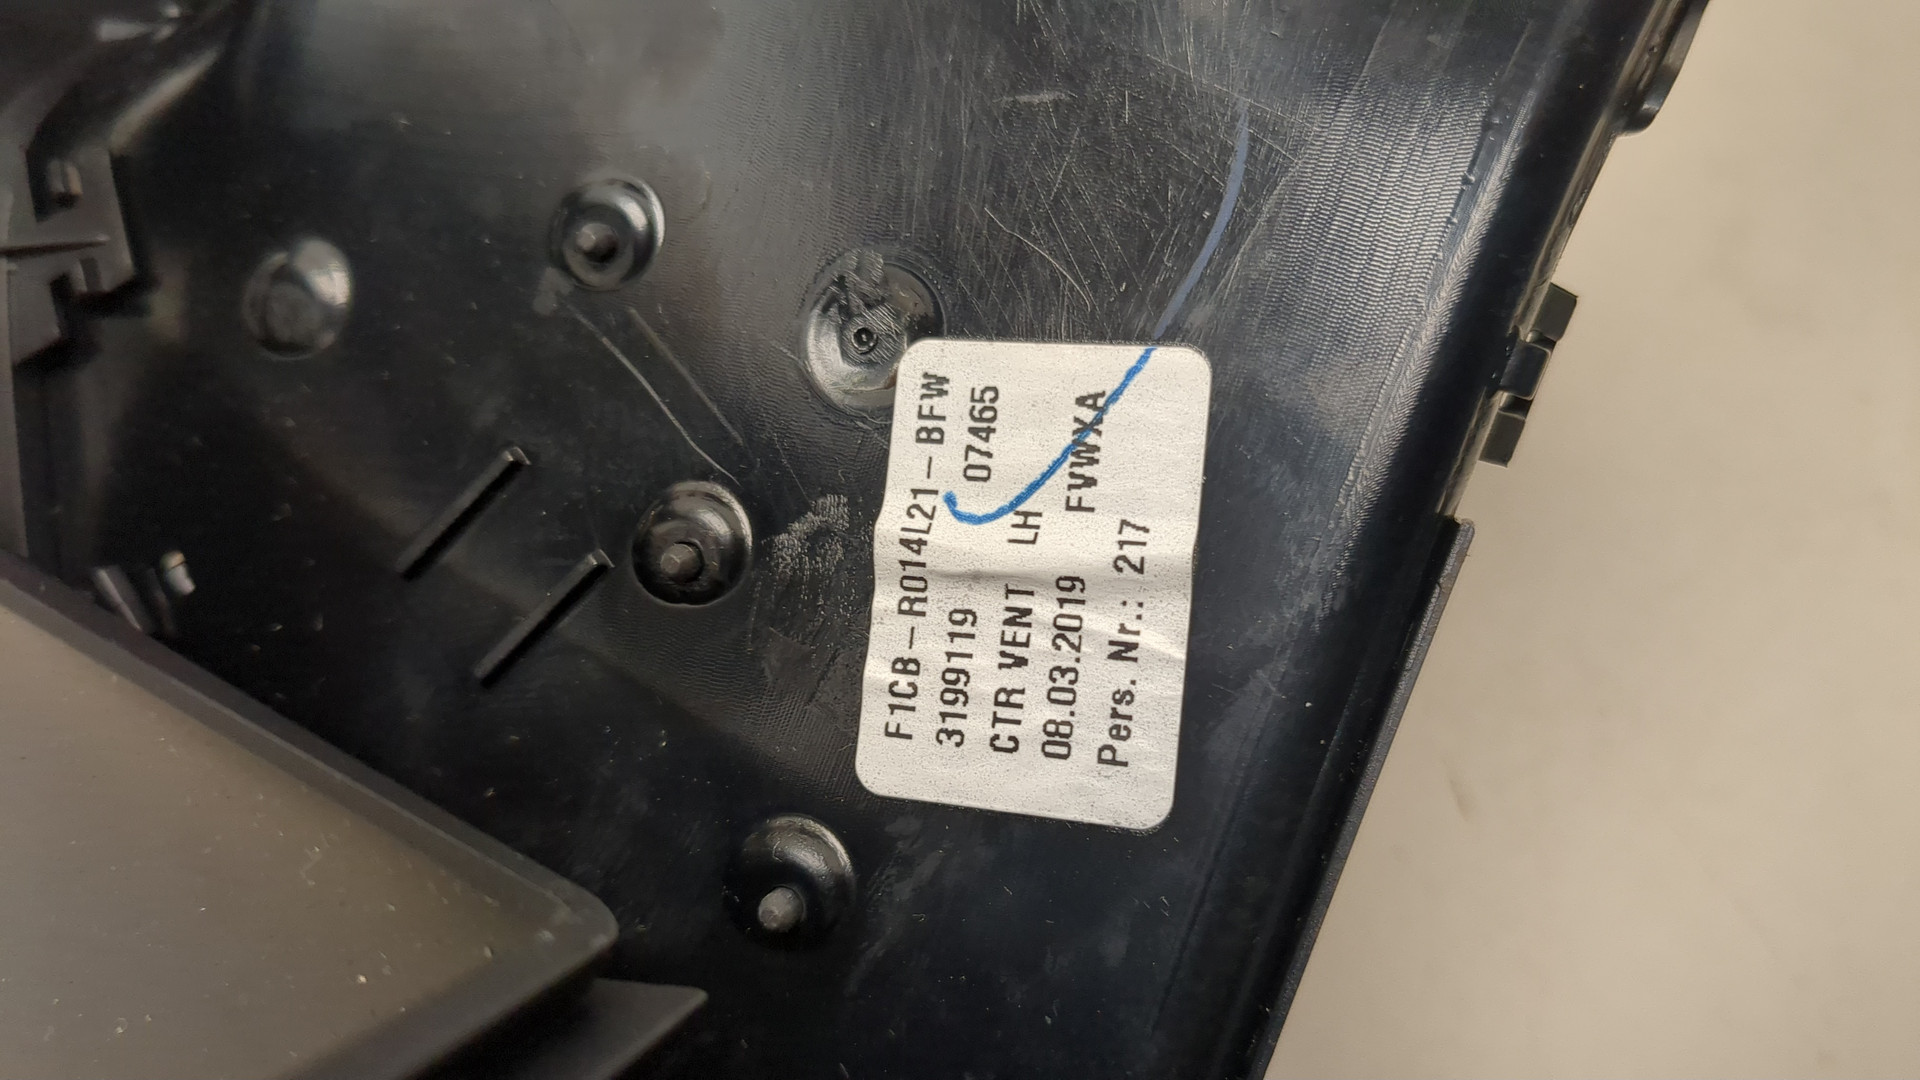 F1CB-R014L21-BFW
3199119 07465
CTR VENT LH
08.03.2019 FVWXA
Pers. Nr.: 217